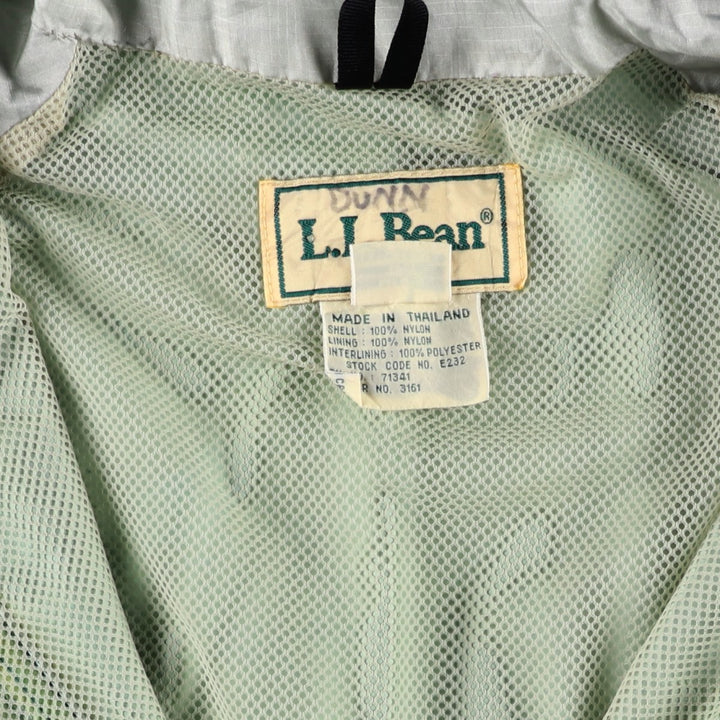 DUNN
L.L. Bean®
MADE IN THAILAND
SHELL : 100% NYLON
LINING : 100% NYLON
INTERLINING : 100% POLYESTER
STOCK CODE NO. E232
: 71341
R NO. 3161